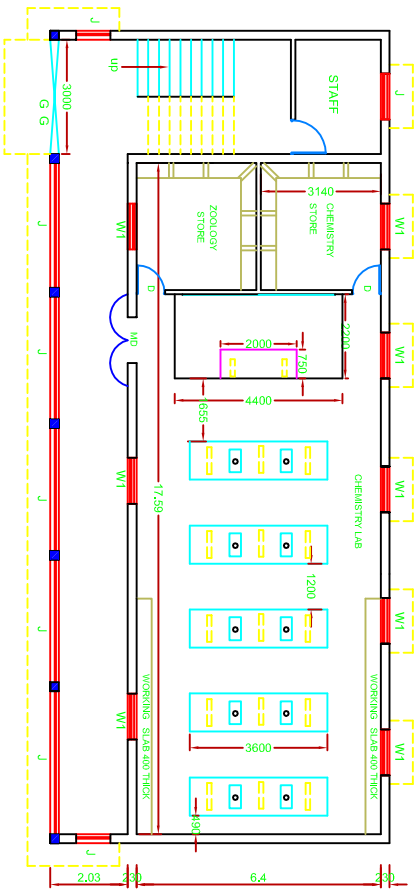 J
J
3000
up
STAFF
G G
3140
W1
W1
ZOOLOGY
STORE
CHEMISTRY
STORE
J
D
D
MD
2200
W1
J
2000
750
4400
1655
J
W1
17.59
CHEMISTRY LAB
W1
J
1200
W1
WORKING SLAB 400 THICK
WORKING SLAB 400 THICK
W1
W1
3600
J
490
J
2.03
230
6.4
230